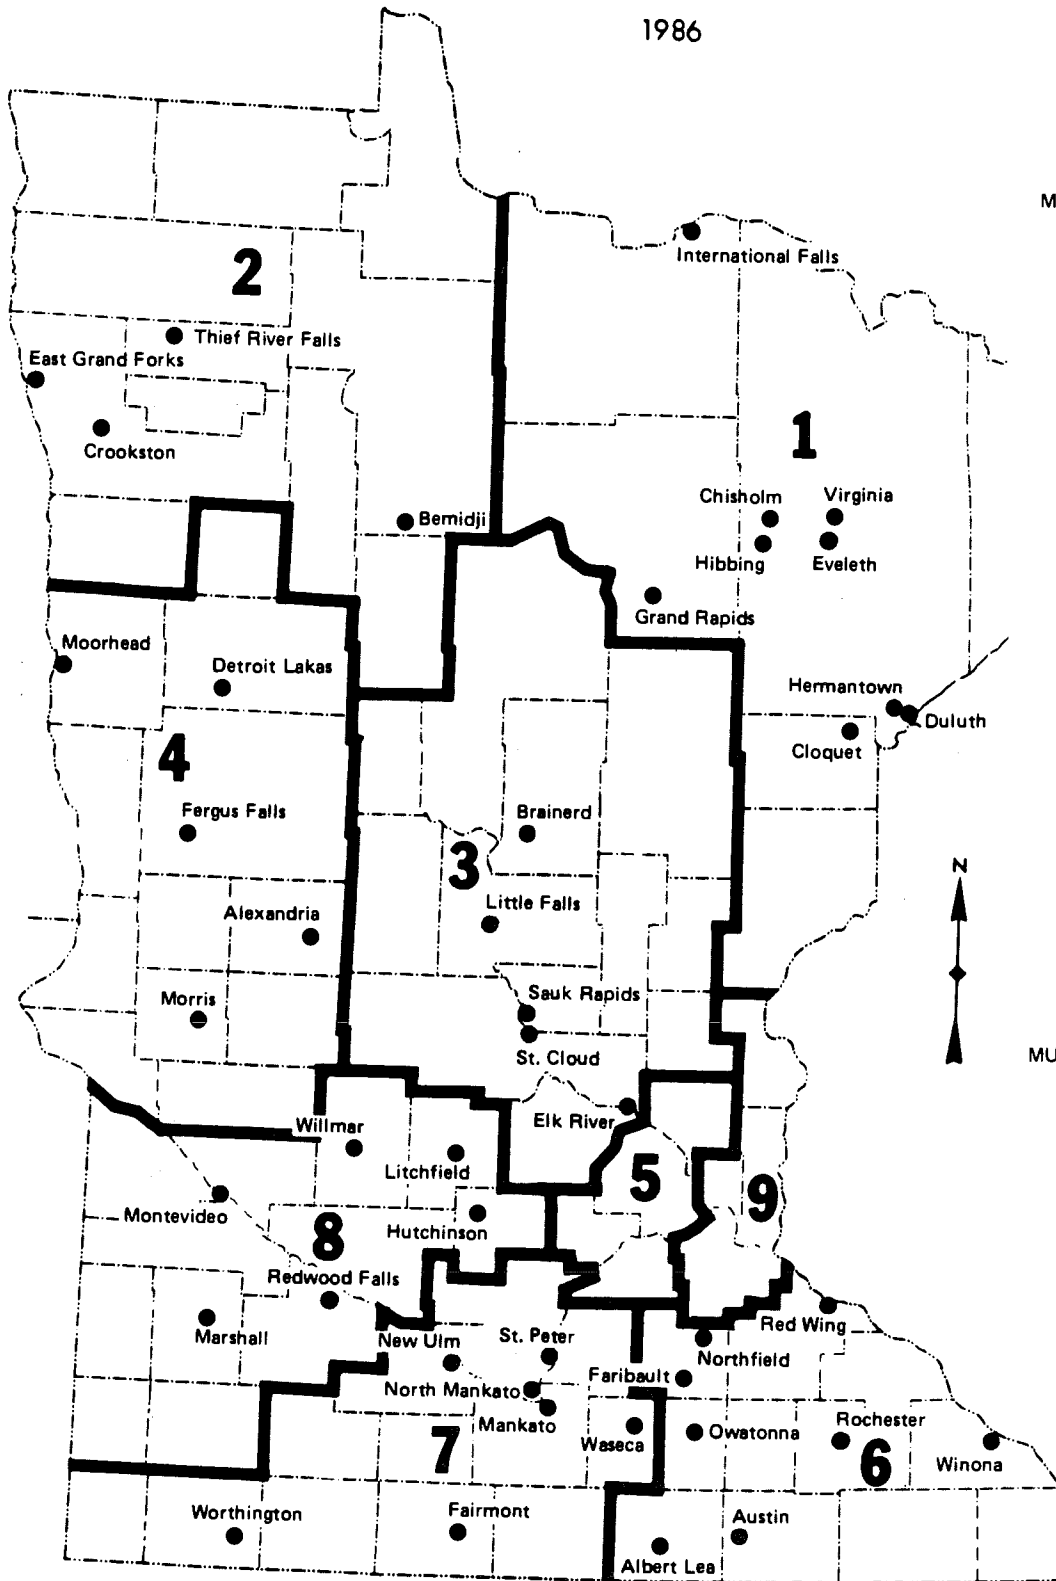 1986
M
International Falls
2
Thief River Falls
East Grand Forks
Crookston
1
Chisholm
Virginia
Bemidji
Hibbing
Eveleth
Grand Rapids
Moorhead
Detroit Lakas
Hermantown
Duluth
Cloquet
4
Fergus Falls
Brainerd
3
N
Little Falls
Alexandria
Morris
Sauk Rapids
St. Cloud
MU
Elk River
Willmar
Litchfield
5
9
Montevideo
Hutchinson
8
Redwood Falls
Red Wing
Marshall
New Ulm
St. Peter
Northfield
Faribault
North Mankato
Mankato
Waseca
Owatonna
Rochester
7
6
Winona
Worthington
Fairmont
Austin
Albert Lea